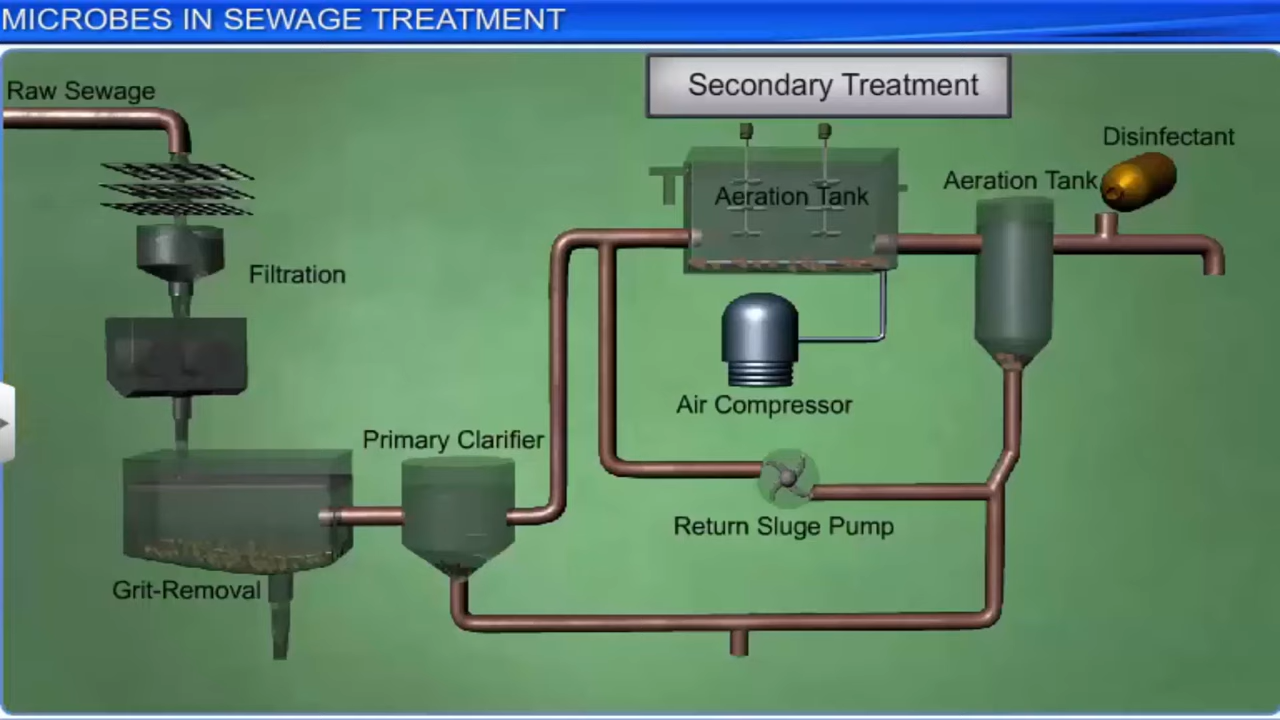 MICROBES IN SEWAGE TREATMENT
Raw Sewage
Secondary Treatment
Disinfectant
Aeration Tank
Aeration Tank
Filtration
Air Compressor
Primary Clarifier
Return Sluge Pump
Grit-Removal